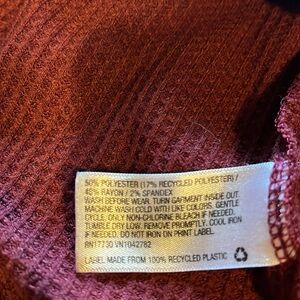 50% POLYESTER (17% RECYCLED POLYESTER) /
48% RAYON / 2% SPANDEX
WASH BEFORE WEAR. TURN GARMENT INSIDE OUT.
MACHINE WASH COLD WITH LIKE COLORS. GENTLE
CYCLE. ONLY NON-CHLORINE BLEACH IF NEEDED.
TUMBLE DRY LOW. REMOVE PROMPTLY. COOL IRON
IF NEEDED. DO NOT IRON ON PRINT LABEL.
RN17730 VN1042782
LABEL MADE FROM 100% RECYCLED PLASTIC